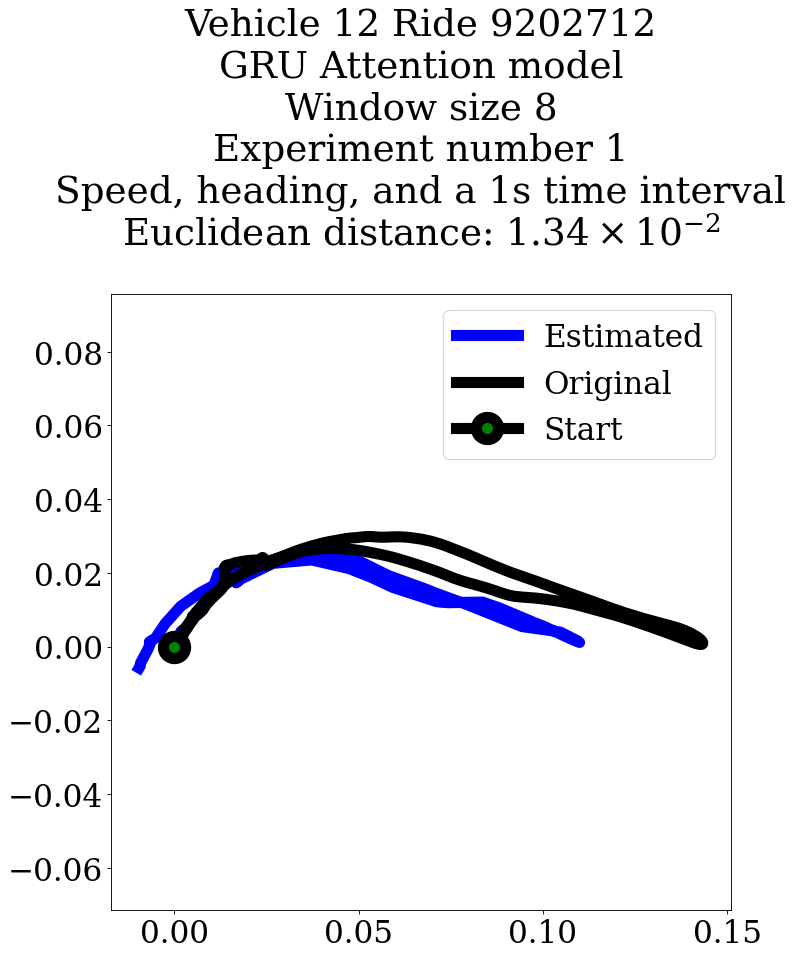 Vehicle 12 Ride 9202712
GRU Attention model
Window size 8
Experiment number 1
Speed, heading, and a 1s time interval
Euclidean distance: 1.34 × 10⁻²
Estimated
Original
Start
0.08
0.06
0.04
0.02
0.00
−0.02
−0.04
−0.06
0.00 0.05 0.10 0.15